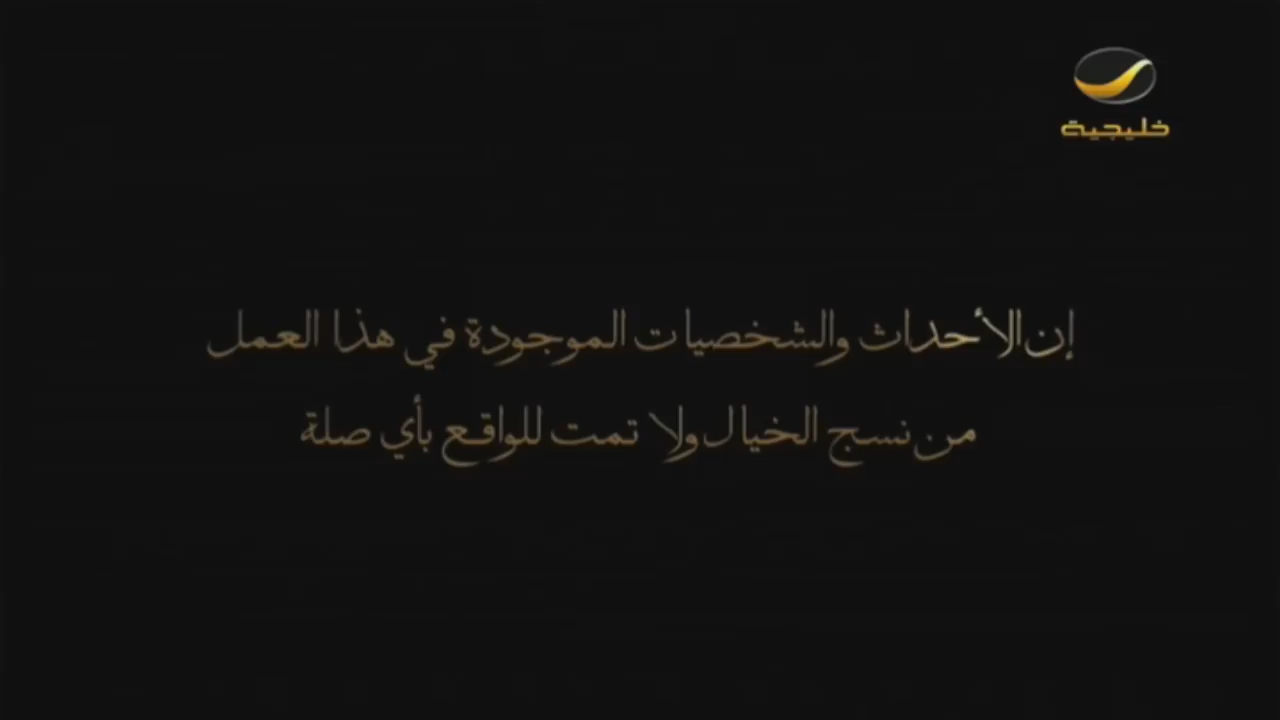 خليجية
إن الأحداث والشخصيات الموجودة في هذا العمل
من نسج الخيال ولا تمت للواقع بأي صلة